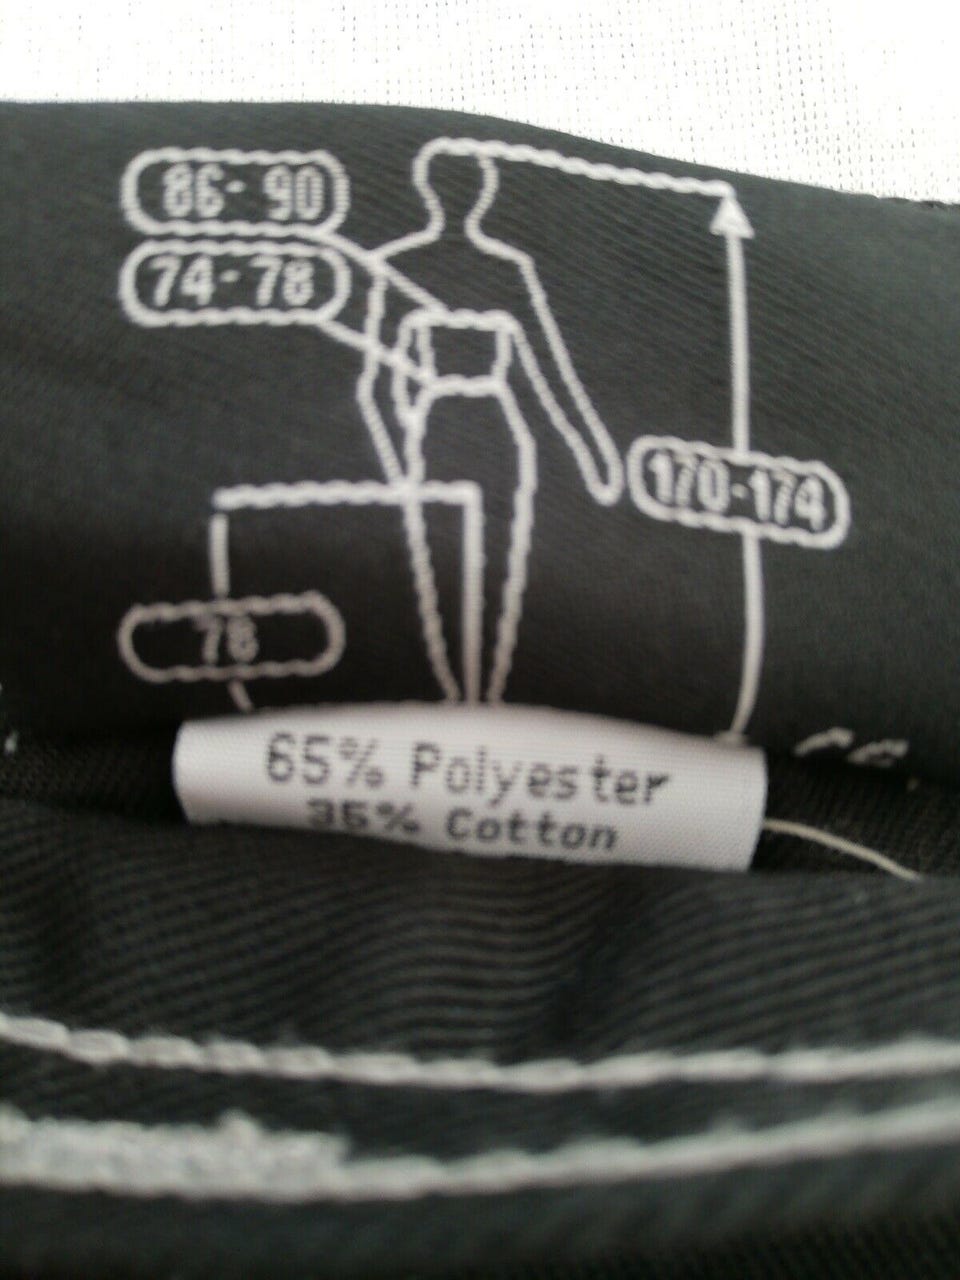 86-90
74-78
170-174
78
65% Polyester
35% Cotton